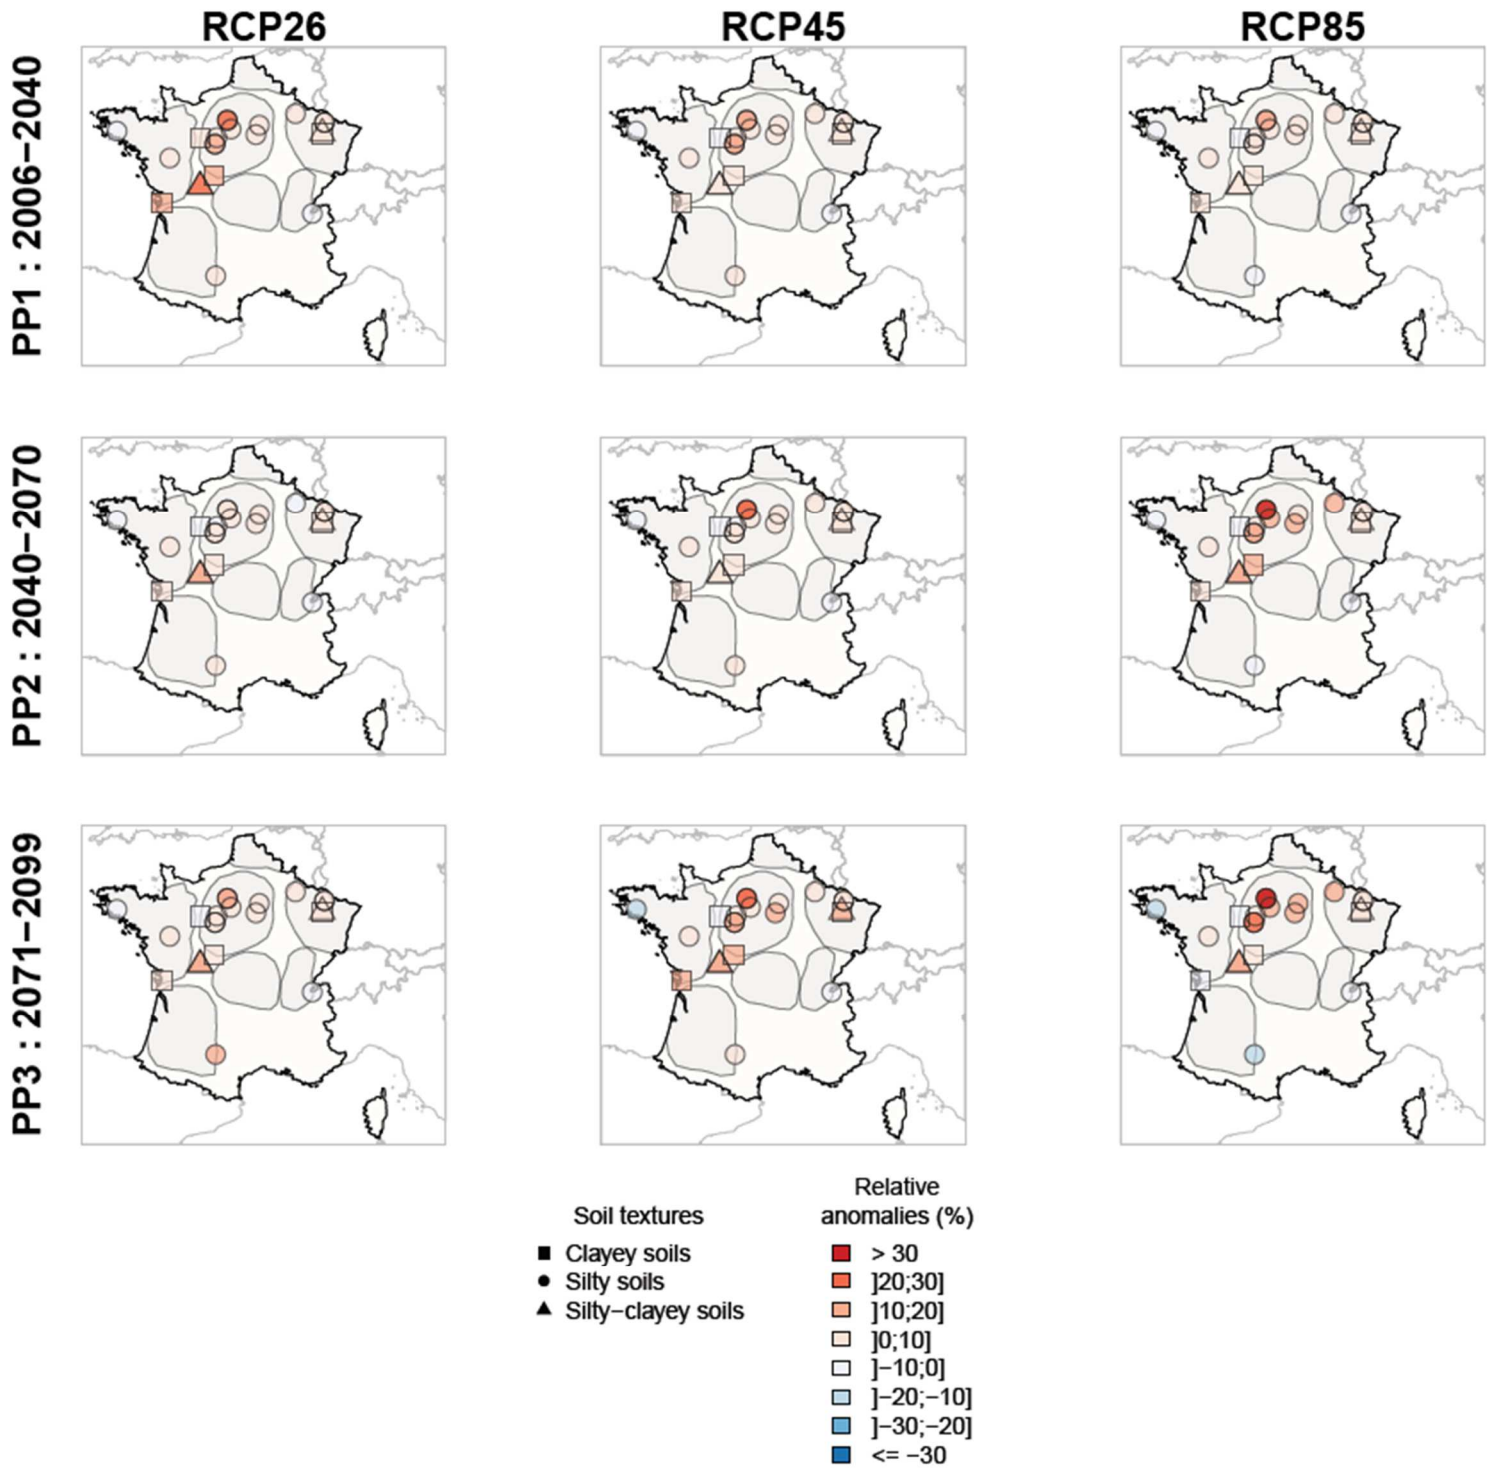 RCP26
RCP45
RCP85
PP1 : 2006−2040
PP2 : 2040−2070
PP3 : 2071−2099
Soil textures
Clayey soils
Silty soils
Silty−clayey soils
Relative
anomalies (%)
> 30
]20;30]
]10;20]
]0;10]
]−10;0]
]−20;−10]
]−30;−20]
<= −30